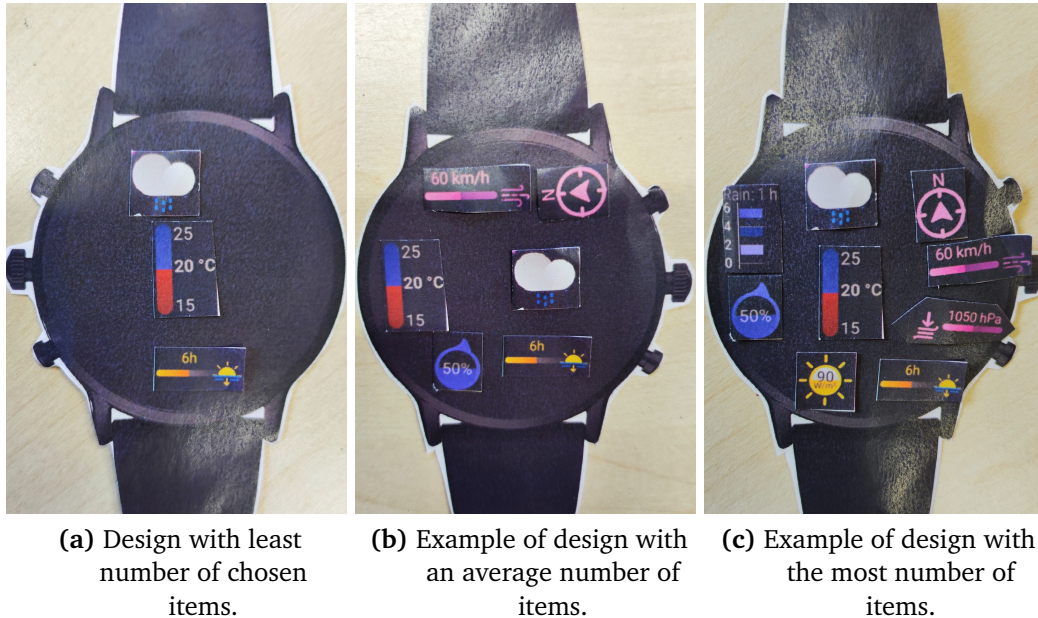 25
20 °C
15
6h
60 km/h
N
25
20 °C
15
50%
6h
Rain: 1 h
6
4
2
0
N
60 km/h
25
20 °C
15
50%
1050 hPa
90
W/m²
6h
(a) Design with least
number of chosen
items.
(b) Example of design with
an average number of
items.
(c) Example of design with
the most number of
items.